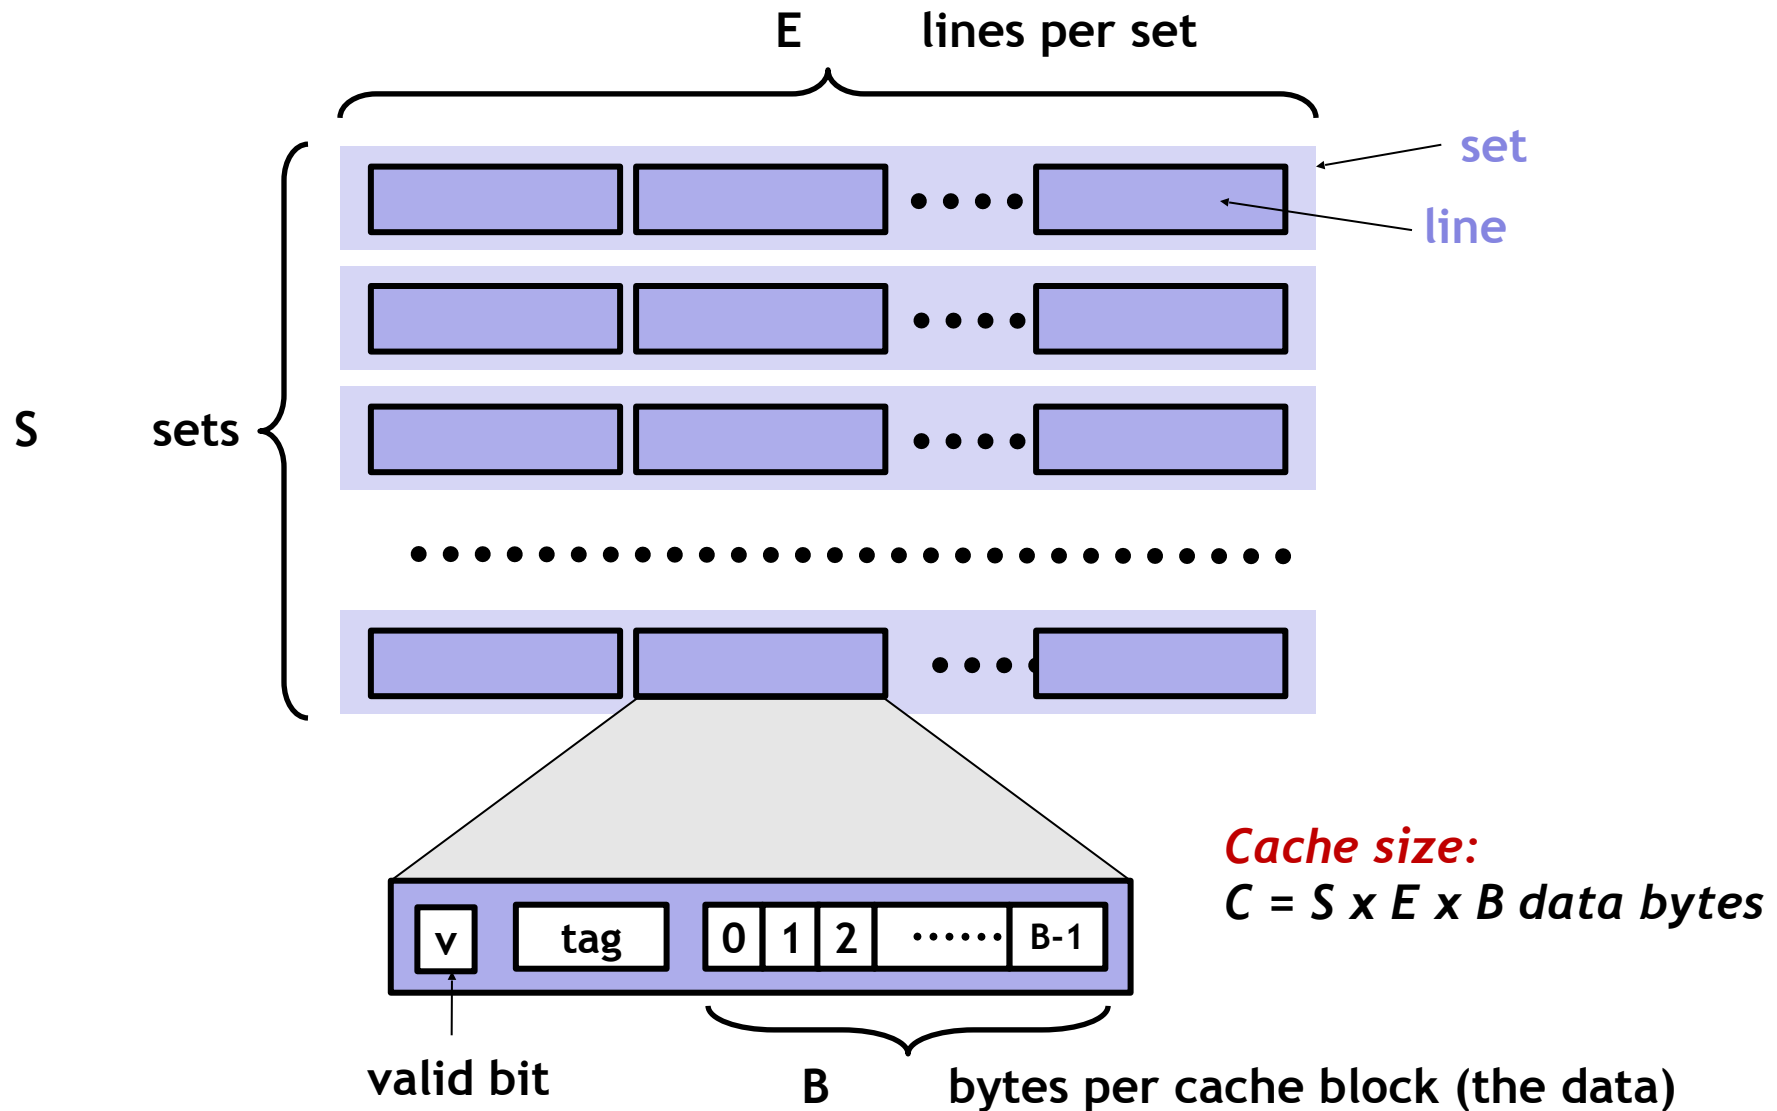 E lines per set
set
line
S sets
v tag 0 1 2 B-1
Cache size:
C = S x E x B data bytes
valid bit
B bytes per cache block (the data)